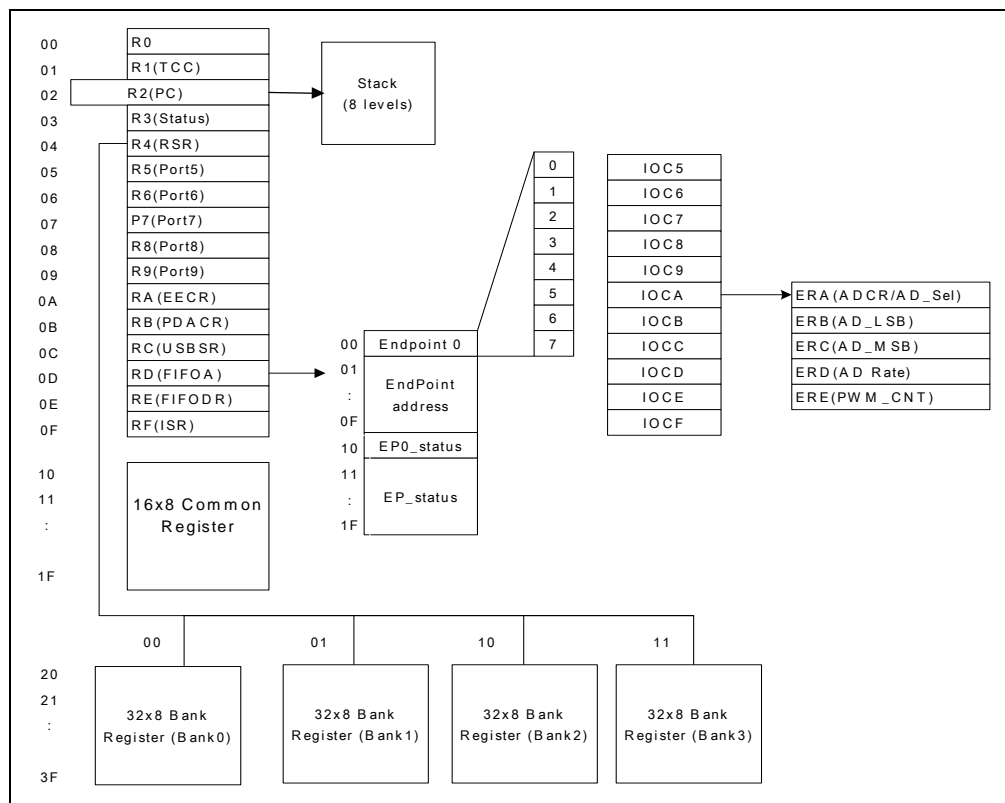 00
R0
01
R1(TCC)
02
R2(PC)
03
R3(Status)
04
R4(RSR)
05
R5(Port5)
06
R6(Port6)
07
P7(Port7)
08
R8(Port8)
09
R9(Port9)
0A
RA(EECR)
0B
RB(PDACR)
0C
RC(USBSR)
0D
RD(FIFOA)
0E
RE(FIFODR)
0F
RF(ISR)
Stack
(8 levels)
0
1
2
3
4
5
6
7
00
Endpoint 0
01
:
0F
EndPoint
address
10
EP0_status
11
:
1F
EP_status
IOC5
IOC6
IOC7
IOC8
IOC9
IOCA
IOCB
IOCC
IOCD
IOCE
IOCF
ERA(ADCR/AD_Sel)
ERB(AD_LSB)
ERC(AD_MSB)
ERD(AD Rate)
ERE(PWM_CNT)
10
11
:
1F
16x8 Common
Register
00
01
10
11
20
21
:
3F
32x8 Bank
Register (Bank0)
32x8 Bank
Register (Bank1)
32x8 Bank
Register (Bank2)
32x8 Bank
Register (Bank3)